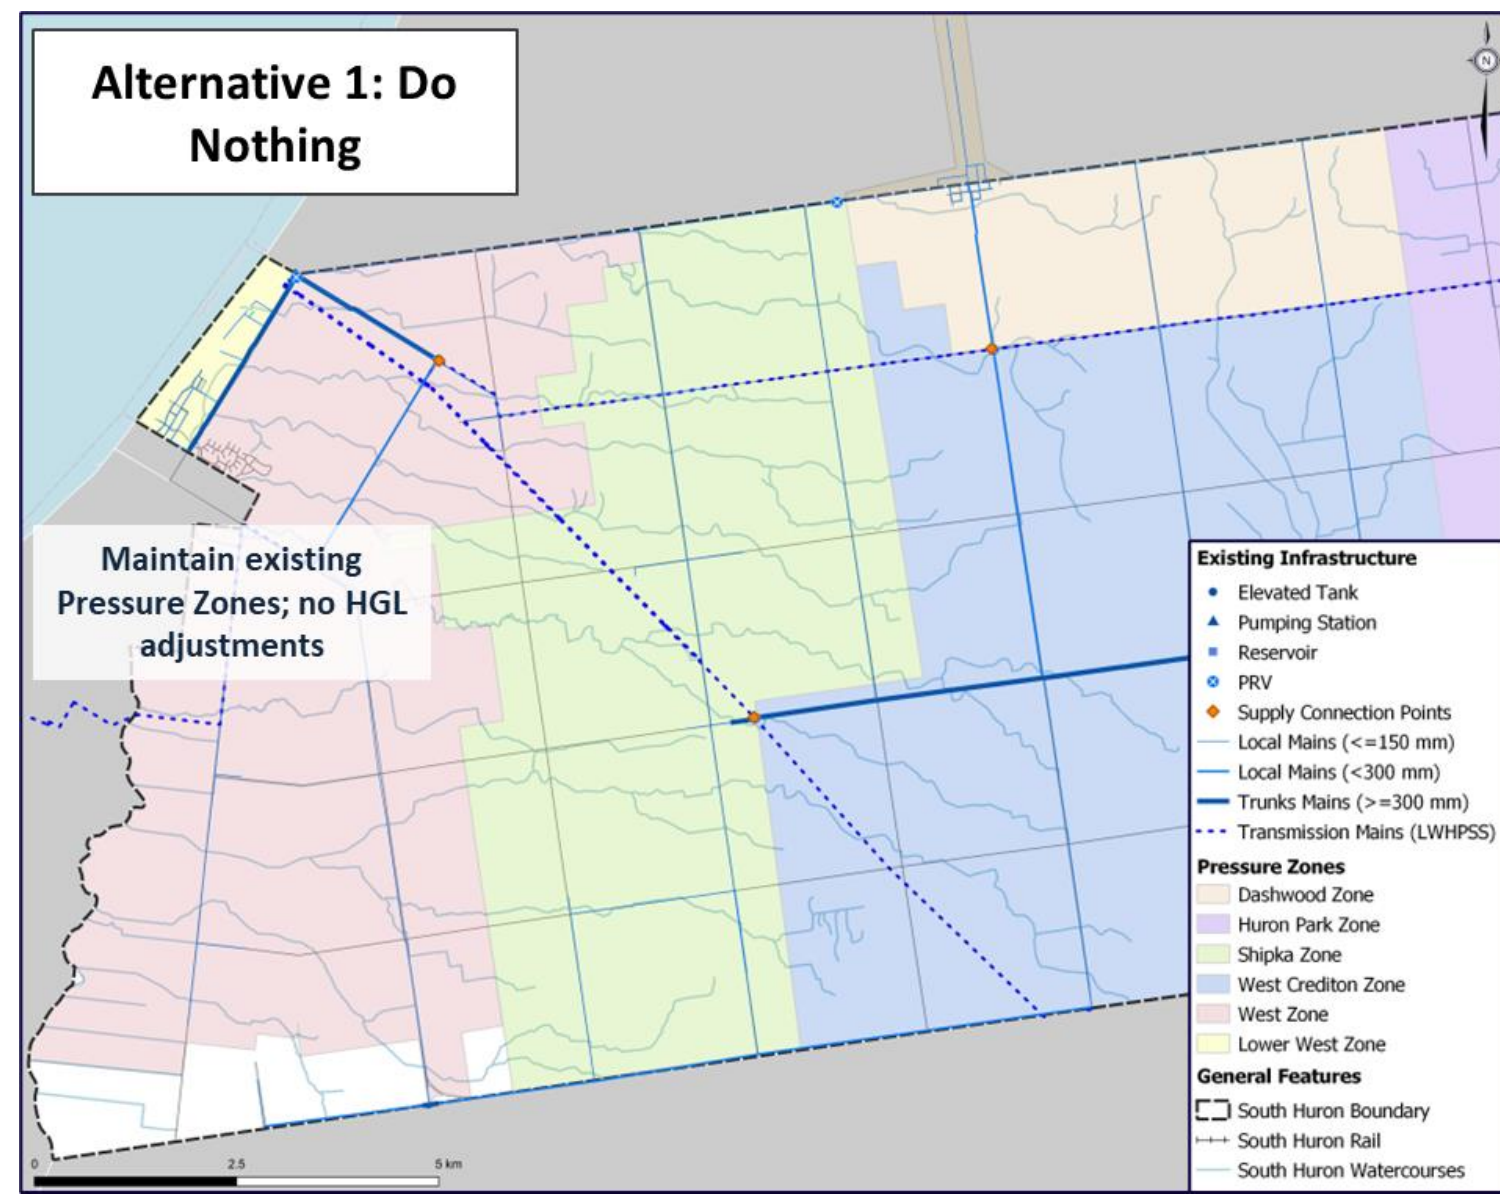 Alternative 1: Do
Nothing
N
Maintain existing
Pressure Zones; no HGL
adjustments
Existing Infrastructure
Elevated Tank
Pumping Station
Reservoir
PRV
Supply Connection Points
Local Mains (<=150 mm)
Local Mains (<300 mm)
Trunks Mains (>=300 mm)
Transmission Mains (LWHPSS)
Pressure Zones
Dashwood Zone
Huron Park Zone
Shipka Zone
West Crediton Zone
West Zone
Lower West Zone
General Features
South Huron Boundary
South Huron Rail
South Huron Watercourses
0 2.5 5 km